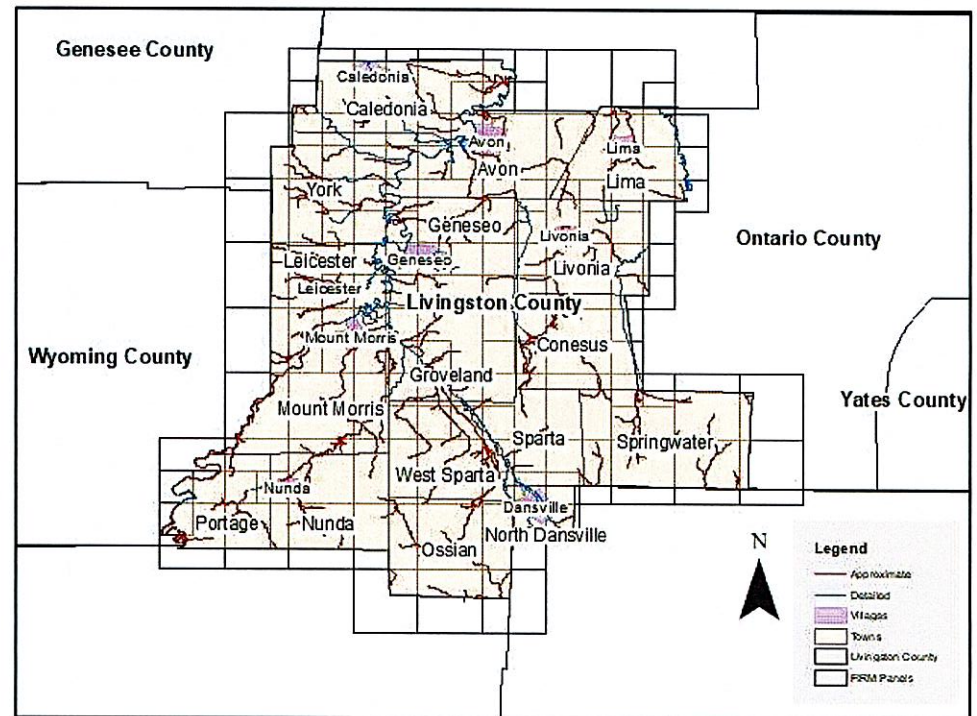 Genesee County
Caledonia
Caledonia
Avon
Avon
Lima
Lima
York
Geneseo
Geneseo
Livonia
Livonia
Ontario County
Leicester
Leicester
Livingston County
Mount Morris
Conesus
Wyoming County
Groveland
Yates County
Mount Morris
Sparta
Springwater
West Sparta
Nunda
Dansville
Portage
Nunda
North Dansville
Ossian
N
Legend
Approximate
Detailed
Villages
Towns
Livingston County
FIRM Panels